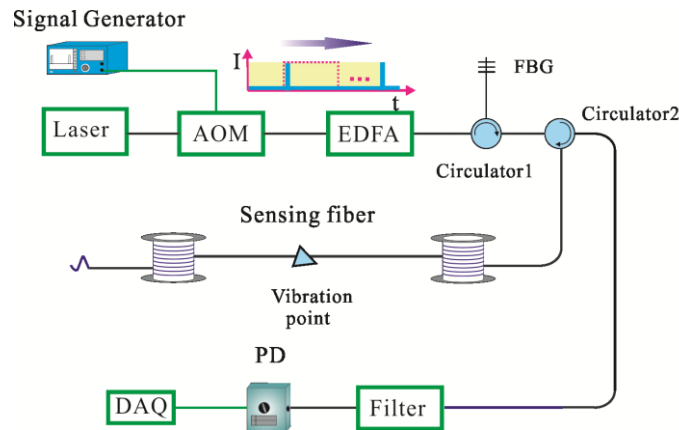 Signal Generator
I
t
FBG
Laser
AOM
EDFA
Circulator1
Circulator2
Sensing fiber
Vibration
point
PD
DAQ
Filter